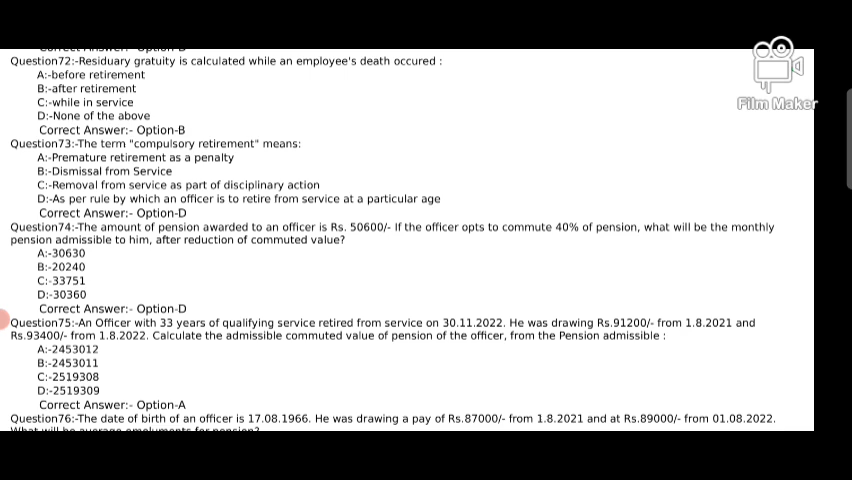 Correct Answer:- Option-D
Question72:-Residuary gratuity is calculated while an employee's death occured :
A:-before retirement
B:-after retirement
C:-while in service
D:-None of the above
Correct Answer:- Option-B
Question73:-The term "compulsory retirement" means:
A:-Premature retirement as a penalty
B:-Dismissal from Service
C:-Removal from service as part of disciplinary action
D:-As per rule by which an officer is to retire from service at a particular age
Correct Answer:- Option-D
Question74:-The amount of pension awarded to an officer is Rs. 50600/- If the officer opts to commute 40% of pension, what will be the monthly
pension admissible to him, after reduction of commuted value?
A:-30630
B:-20240
C:-33751
D:-30360
Correct Answer:- Option-D
Question75:-An Officer with 33 years of qualifying service retired from service on 30.11.2022. He was drawing Rs.91200/- from 1.8.2021 and
Rs.93400/- from 1.8.2022. Calculate the admissible commuted value of pension of the officer, from the Pension admissible :
A:-2453012
B:-2453011
C:-2519308
D:-2519309
Correct Answer:- Option-A
Question76:-The date of birth of an officer is 17.08.1966. He was drawing a pay of Rs.87000/- from 1.8.2021 and at Rs.89000/- from 01.08.2022.
What will be average emoluments for pension?
Film Maker